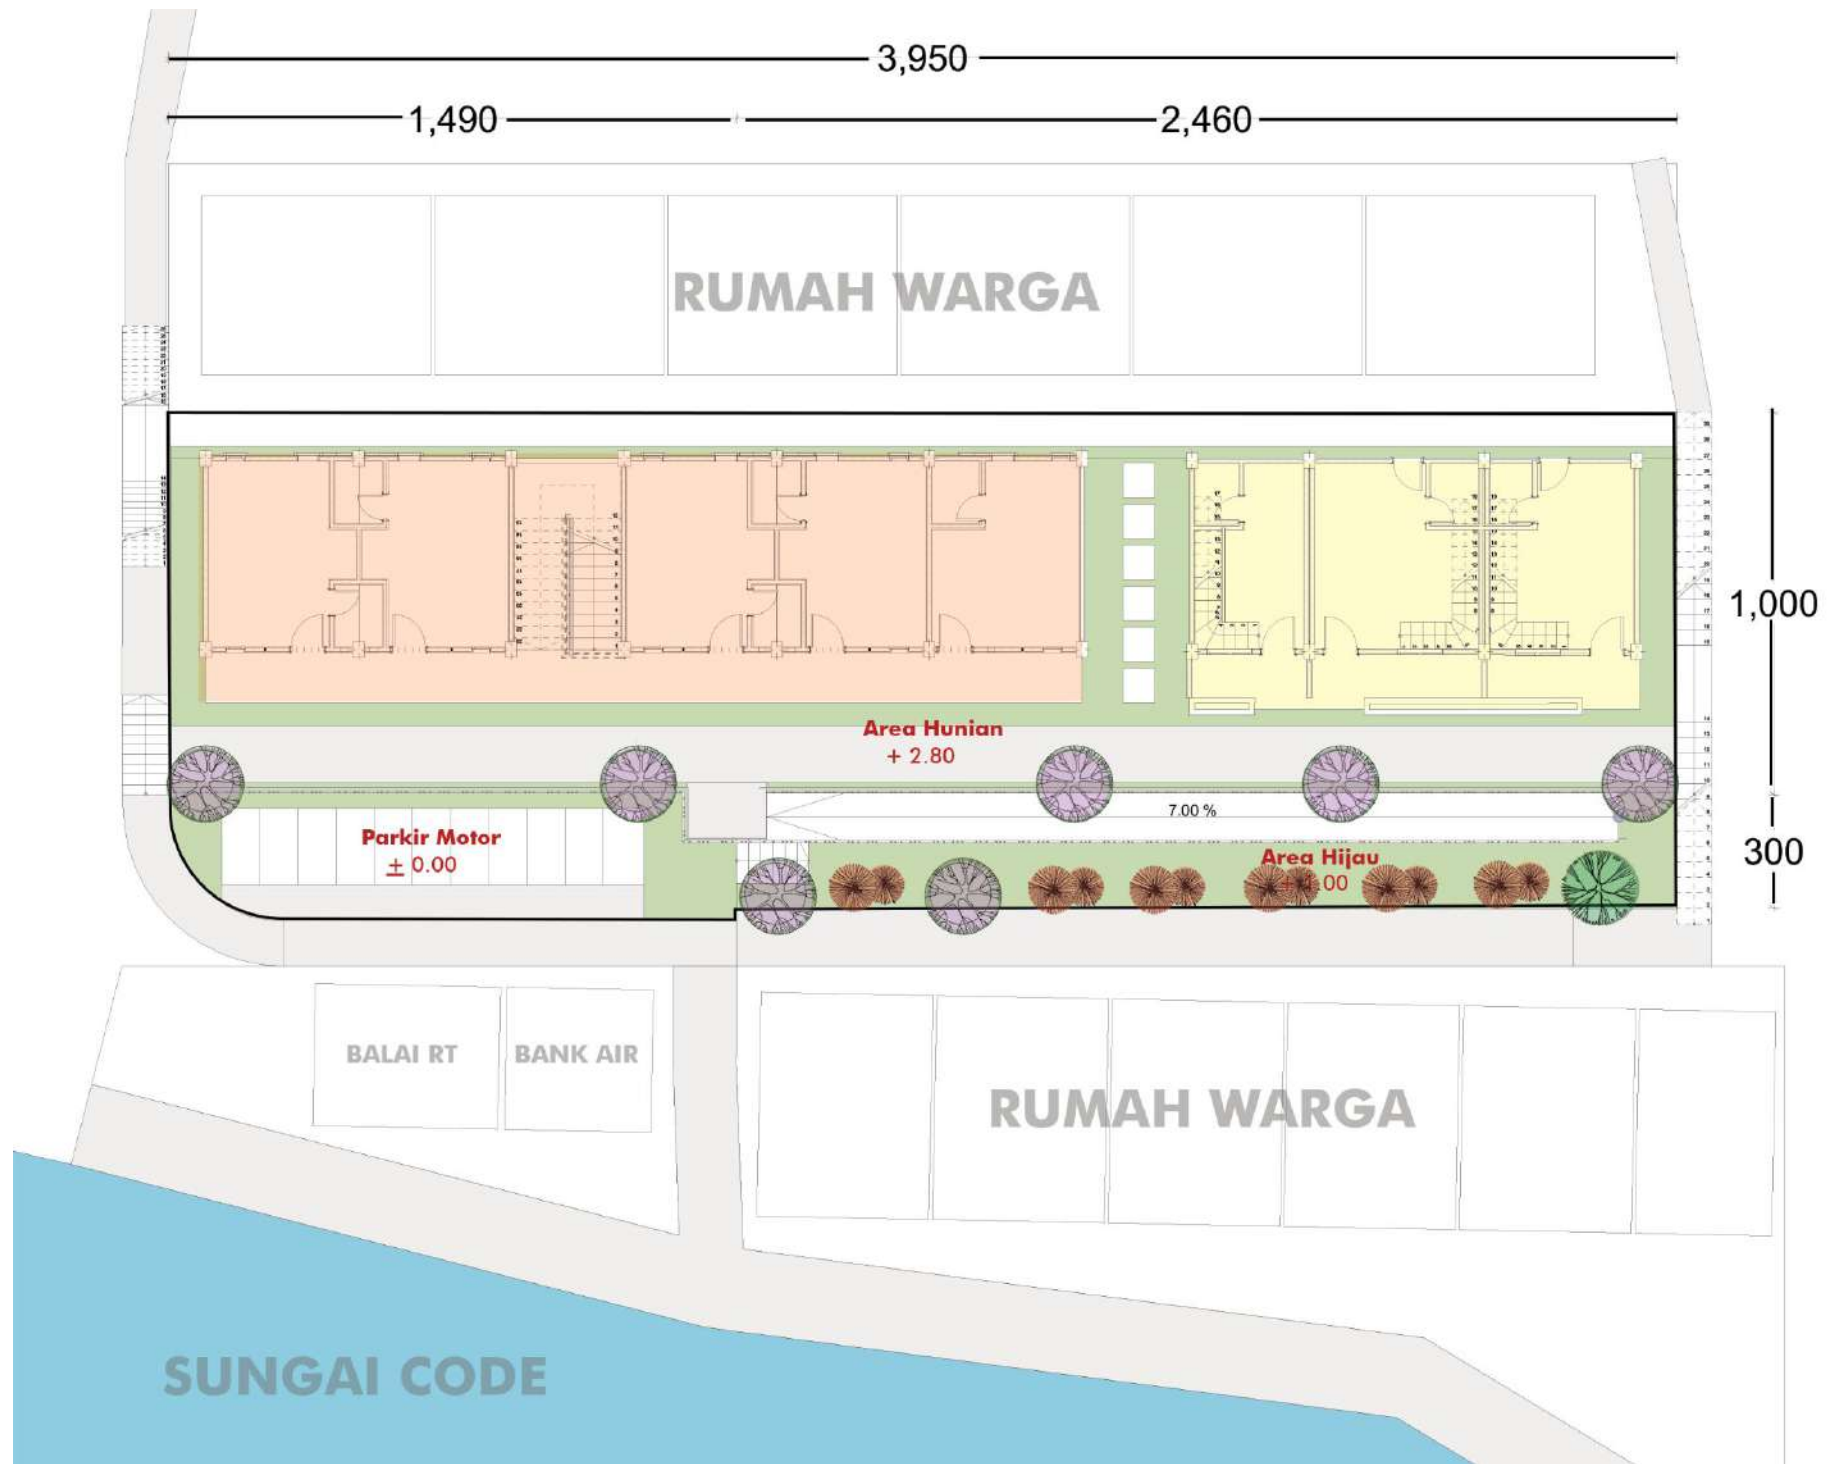 3,950
1,490
2,460
RUMAH WARGA
1,000
Area Hunian
+ 2.80
7.00 %
Parkir Motor
± 0.00
Area Hijau
300
BALAI RT
BANK AIR
RUMAH WARGA
SUNGAI CODE